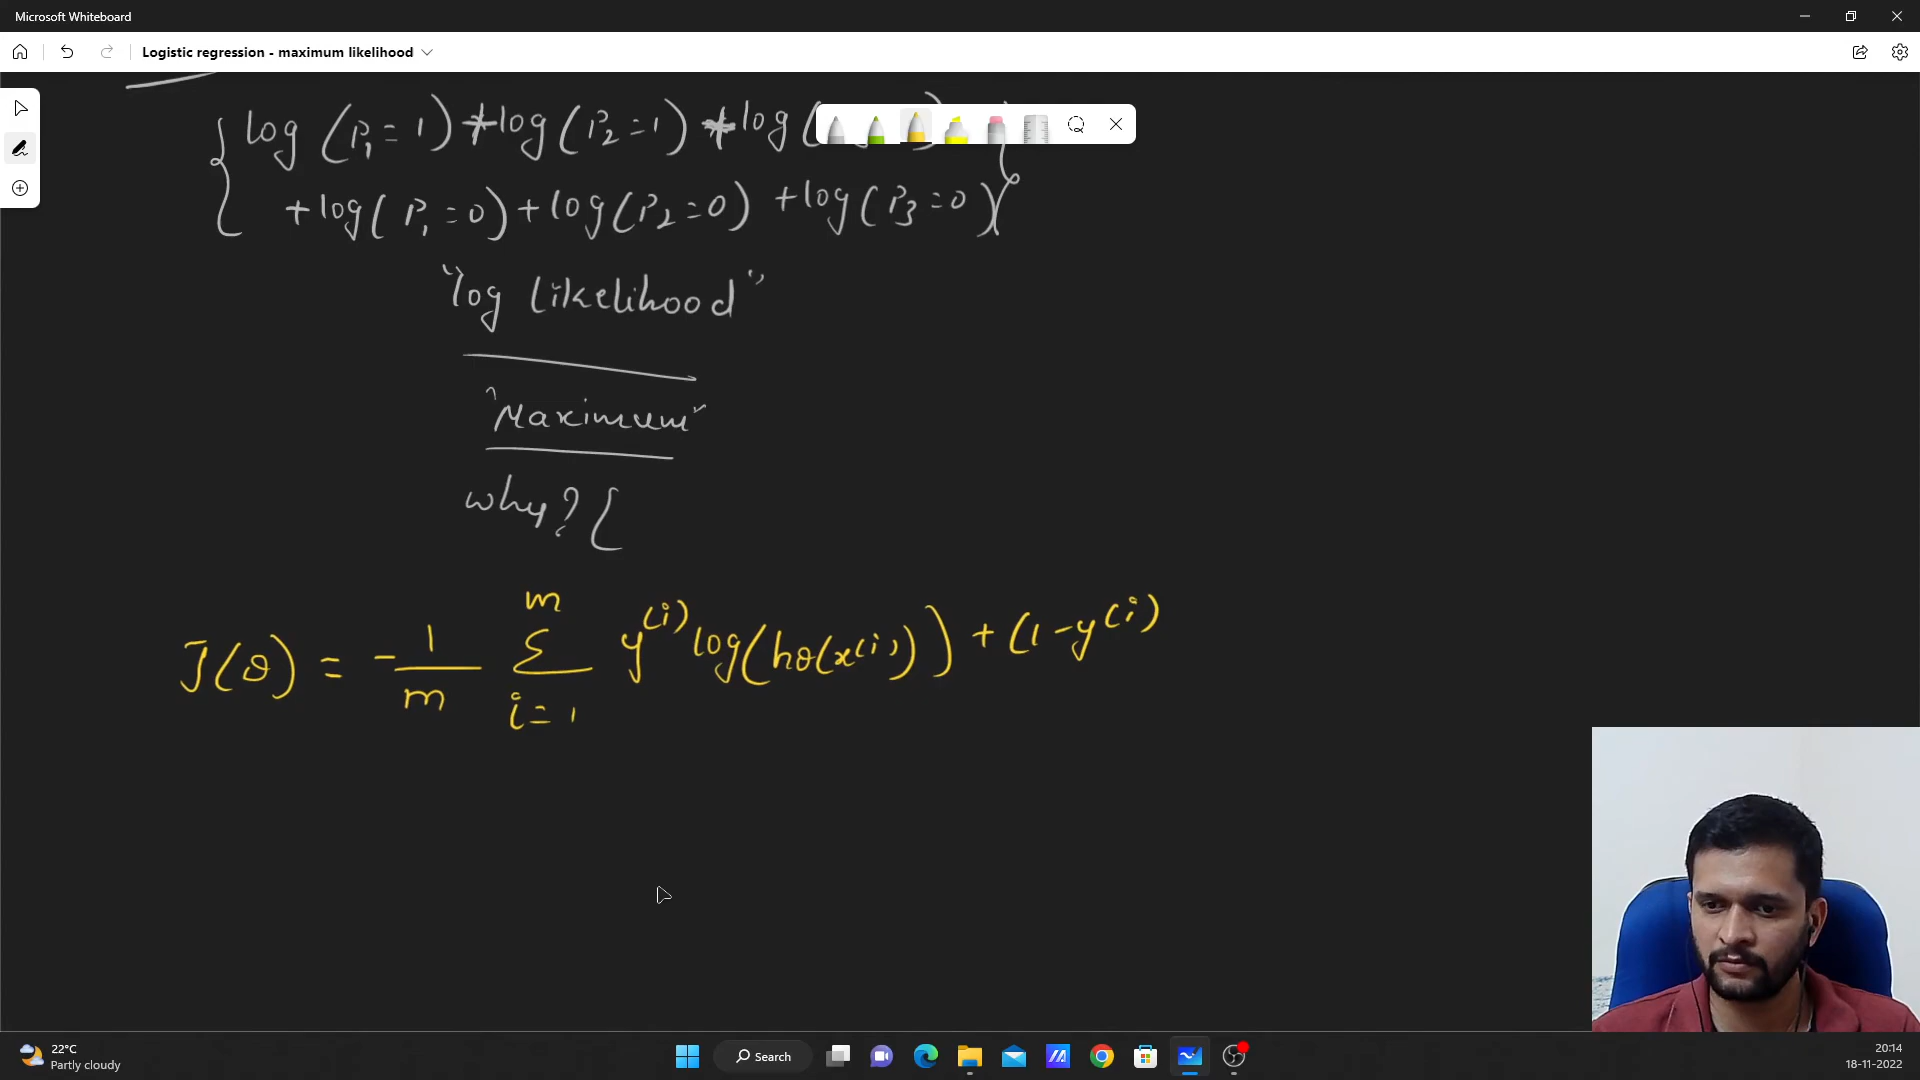 Microsoft Whiteboard
Logistic regression - maximum likelihood
{ log (P₁ = 1) + log (P₂ = 1) + log (
+ log ( P₁ = 0) + log (P₂ = 0) + log ( P₃ = 0) }
"log likelihood"
"Maximum"
why? {
J(θ) = - 1/m Σ_{i=1}^{m} y^(i) log(hθ(x(i))) + (1 - y^(i)
22°C
Partly cloudy
Search
20:14
18-11-2022